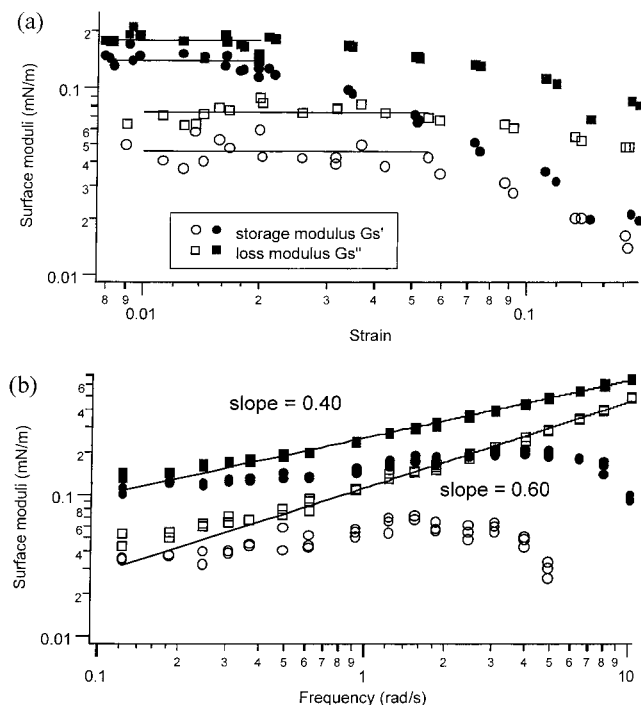 (a)
Surface moduli (mN/m)
2
0.1
6
5
4
3
2
0.01
storage modulus Gs'
loss modulus Gs"
8 9 0.01 2 3 4 5 6 7 8 9 0.1
Strain
(b)
Surface moduli (mN/m)
6
4
2
0.1
6
4
2
0.01
slope = 0.40
slope = 0.60
0.1 2 3 4 5 6 7 8 9 1 2 3 4 5 6 7 8 9 10
Frequency (rad/s)